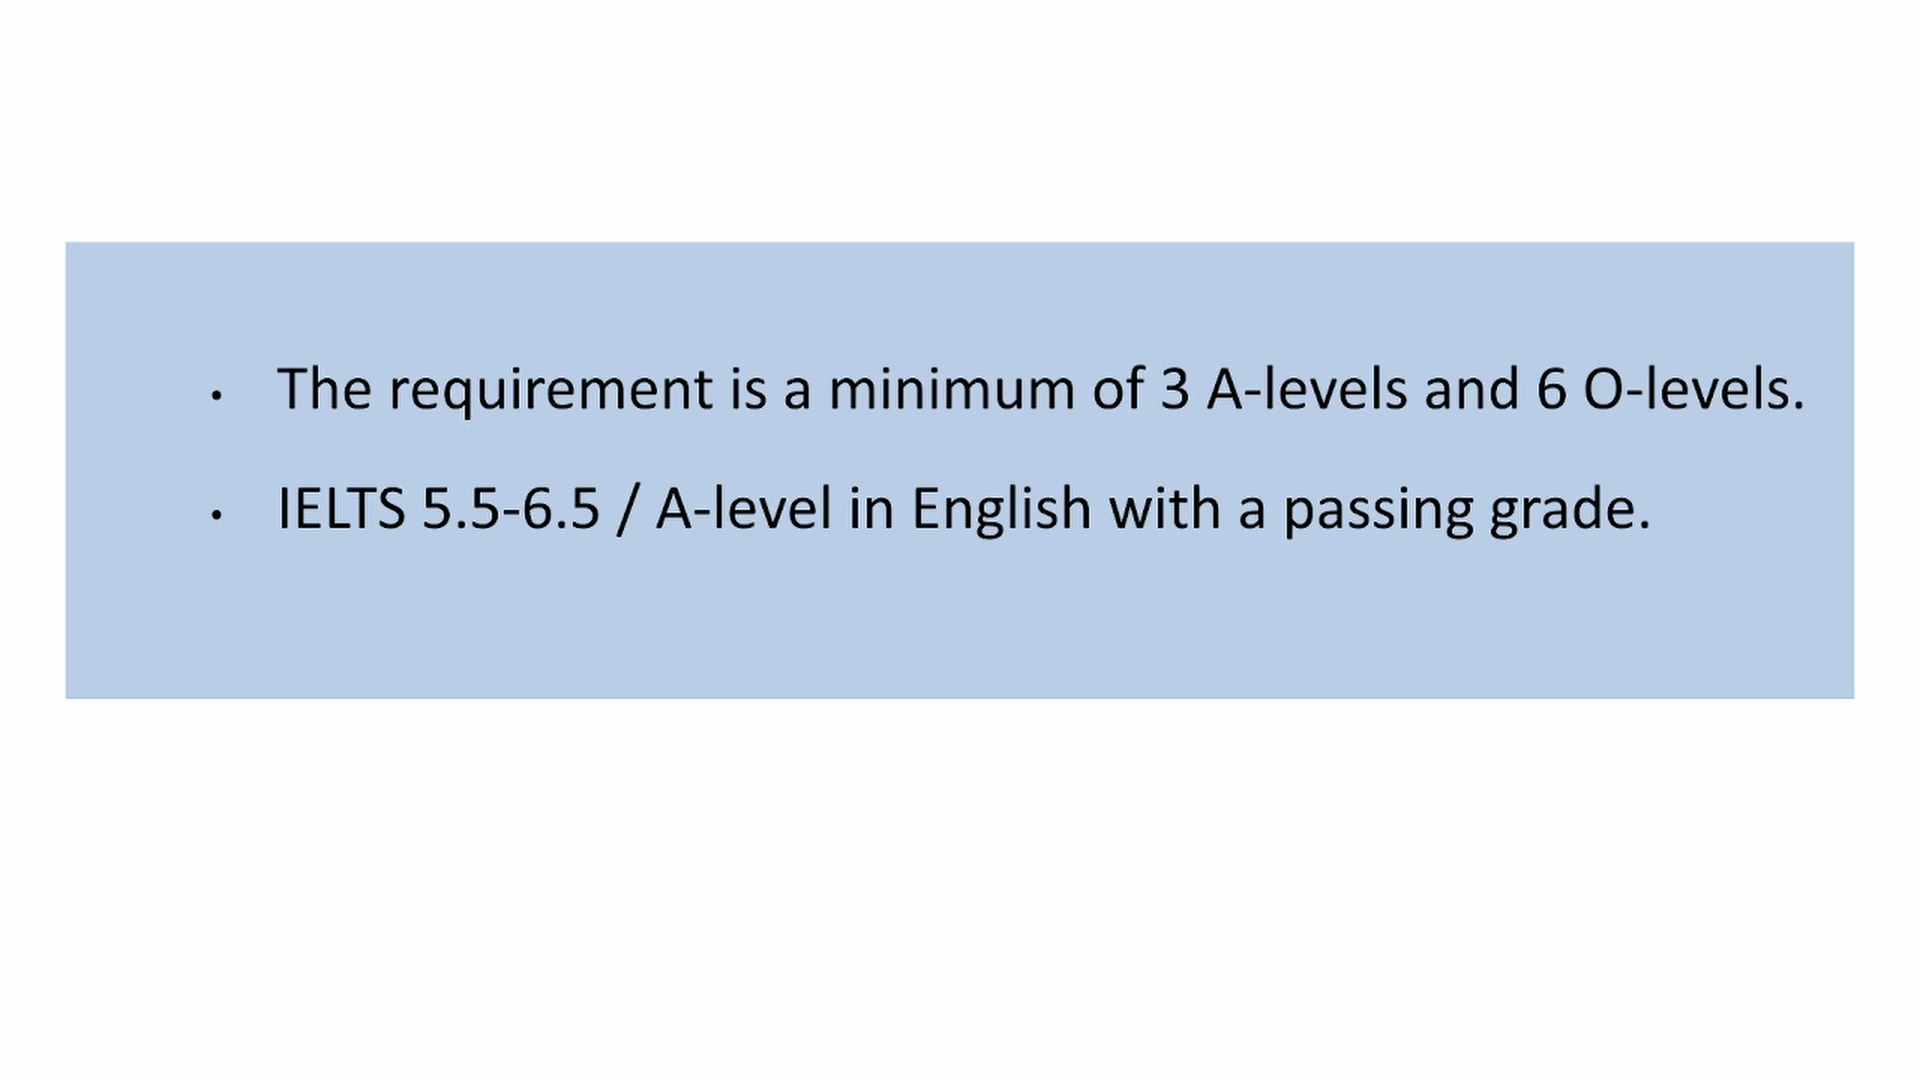 • The requirement is a minimum of 3 A-levels and 6 O-levels.
• IELTS 5.5-6.5 / A-level in English with a passing grade.